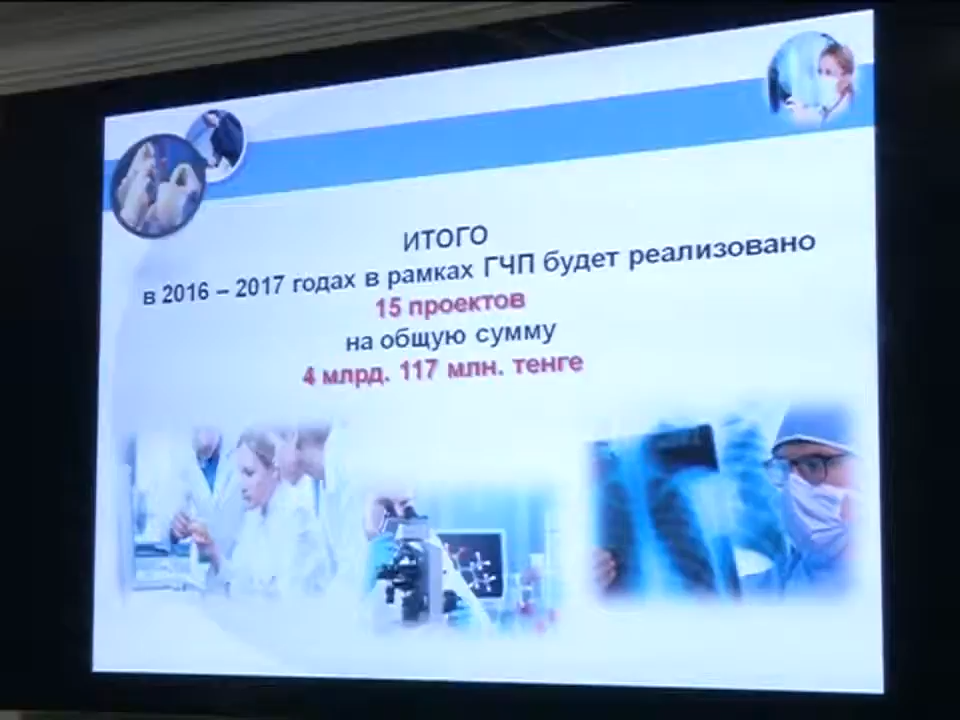 ИТОГО
в 2016 – 2017 годах в рамках ГЧП будет реализовано
15 проектов
на общую сумму
4 млрд. 117 млн. тенге